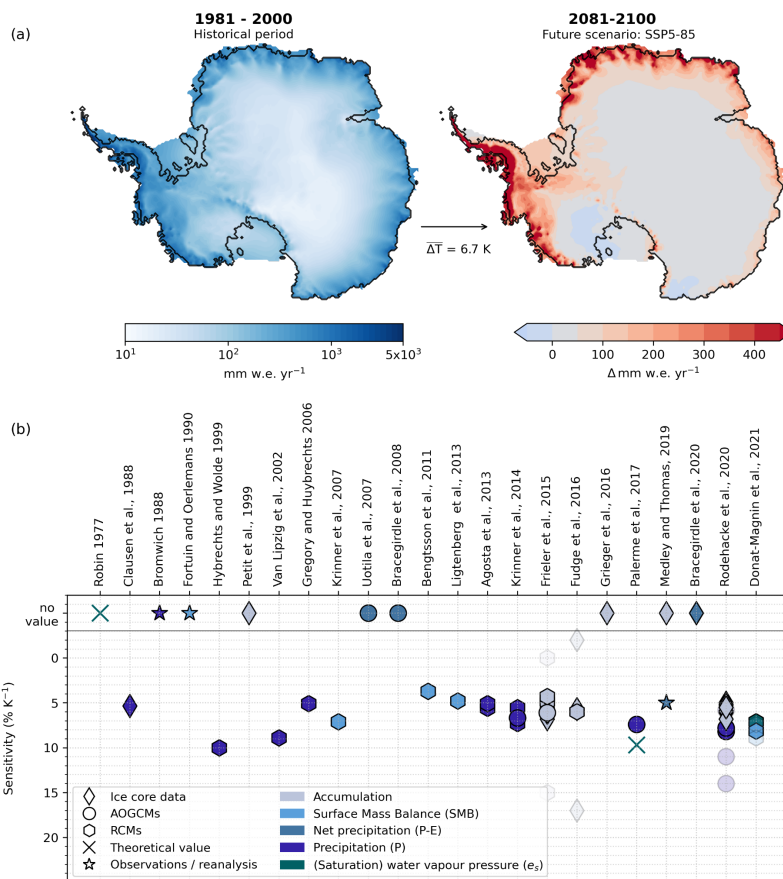 (a)
1981 - 2000
Historical period
2081-2100
Future scenario: SSP5-85
ΔT = 6.7 K
10¹ 10² 10³ 5x10³
mm w.e. yr⁻¹
0 100 200 300 400
Δ mm w.e. yr⁻¹
(b)
Robin 1977
Clausen et al., 1988
Bromwich 1988
Fortuin and Oerlemans 1990
Hybrechts and Wolde 1999
Petit et al., 1999
Van Lipzig et al., 2002
Gregory and Huybrechts 2006
Krinner et al., 2007
Uotila et al., 2007
Bracegirdle et al., 2008
Bengtsson et al., 2011
Ligtenberg et al., 2013
Agosta et al., 2013
Krinner et al., 2014
Frieler et al., 2015
Fudge et al., 2016
Grieger et al., 2016
Palerme et al., 2017
Medley and Thomas, 2019
Bracegirdle et al., 2020
Rodehacke et al., 2020
Donat-Magnin et al., 2021
no
value
0
5
10
15
20
Sensitivity (% K⁻¹)
Ice core data
AOGCMs
RCMs
Theoretical value
Observations / reanalysis
Accumulation
Surface Mass Balance (SMB)
Net precipitation (P-E)
Precipitation (P)
(Saturation) water vapour pressure (eₛ)